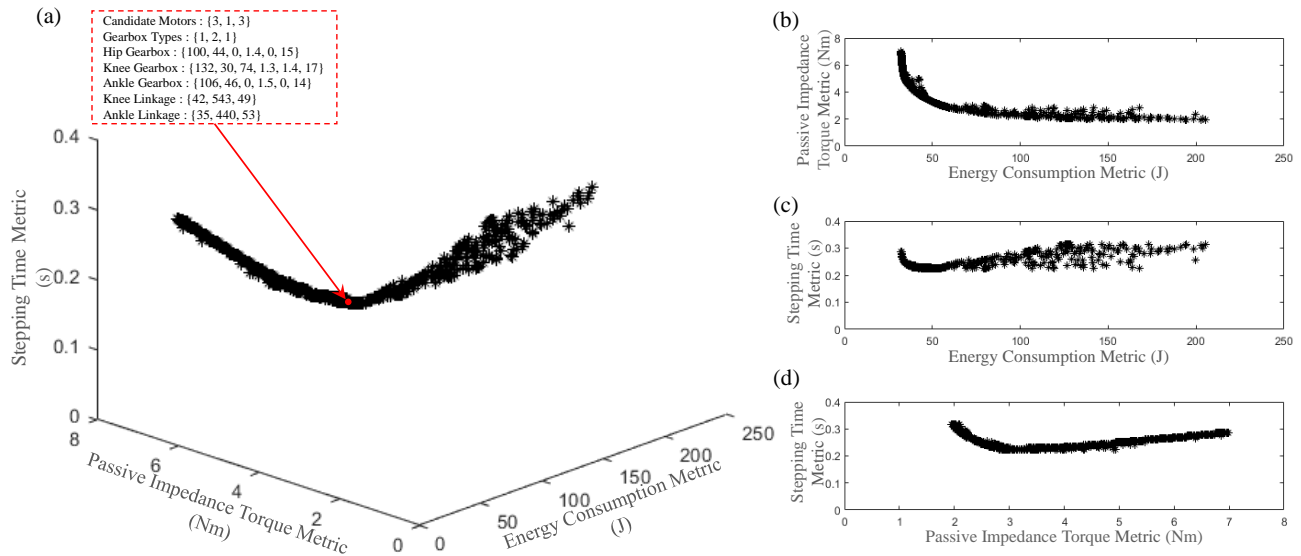 (a)
Candidate Motors : {3, 1, 3}
Gearbox Types : {1, 2, 1}
Hip Gearbox : {100, 44, 0, 1.4, 0, 15}
Knee Gearbox : {132, 30, 74, 1.3, 1.4, 17}
Ankle Gearbox : {106, 46, 0, 1.5, 0, 14}
Knee Linkage : {42, 543, 49}
Ankle Linkage : {35, 440, 53}
0.4
0.3
0.2
0.1
0
Stepping Time Metric
(s)
8
6
4
2
0
Passive Impedance Torque Metric
(Nm)
0
50
100
150
200
250
Energy Consumption Metric
(J)
(b)
8
6
4
2
0
Passive Impedance
Torque Metric (Nm)
0
50
100
150
200
250
Energy Consumption Metric (J)
(c)
0.4
0.3
0.2
0.1
0
Stepping Time
Metric (s)
0
50
100
150
200
250
Energy Consumption Metric (J)
(d)
0.4
0.3
0.2
0.1
0
Stepping Time
Metric (s)
0
1
2
3
4
5
6
7
8
Passive Impedance Torque Metric (Nm)